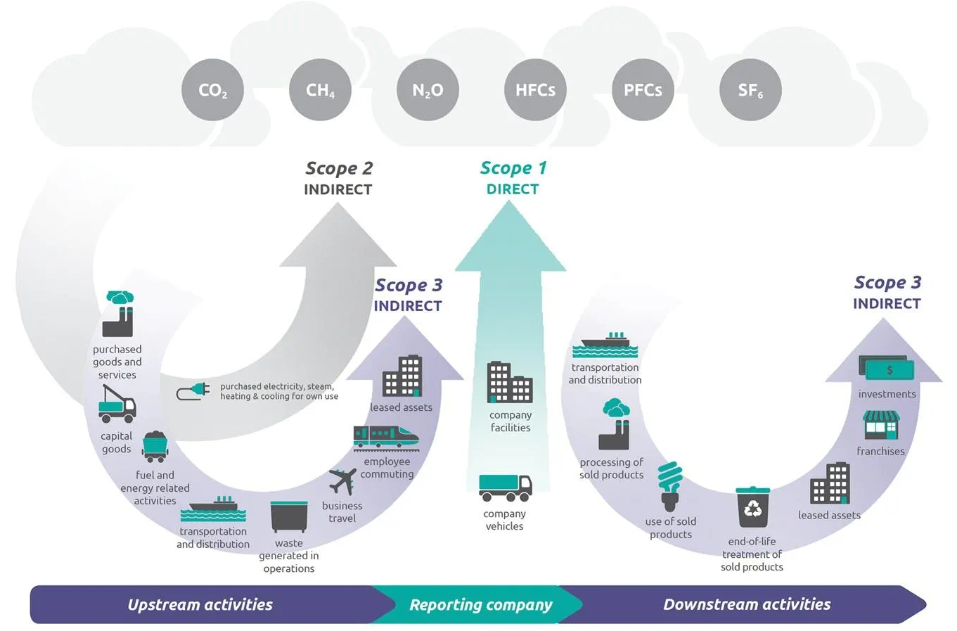 CO₂
CH₄
N₂O
HFCs
PFCs
SF₆
Scope 2
INDIRECT
Scope 1
DIRECT
Scope 3
INDIRECT
Scope 3
INDIRECT
purchased
goods and
services
capital
goods
fuel and
energy related
activities
transportation
and distribution
waste
generated in
operations
business
travel
employee
commuting
leased assets
purchased electricity, steam,
heating & cooling for own use
company
facilities
company
vehicles
transportation
and distribution
processing of
sold products
use of sold
products
end-of-life
treatment of
sold products
leased assets
franchises
$
investments
Upstream activities
Reporting company
Downstream activities